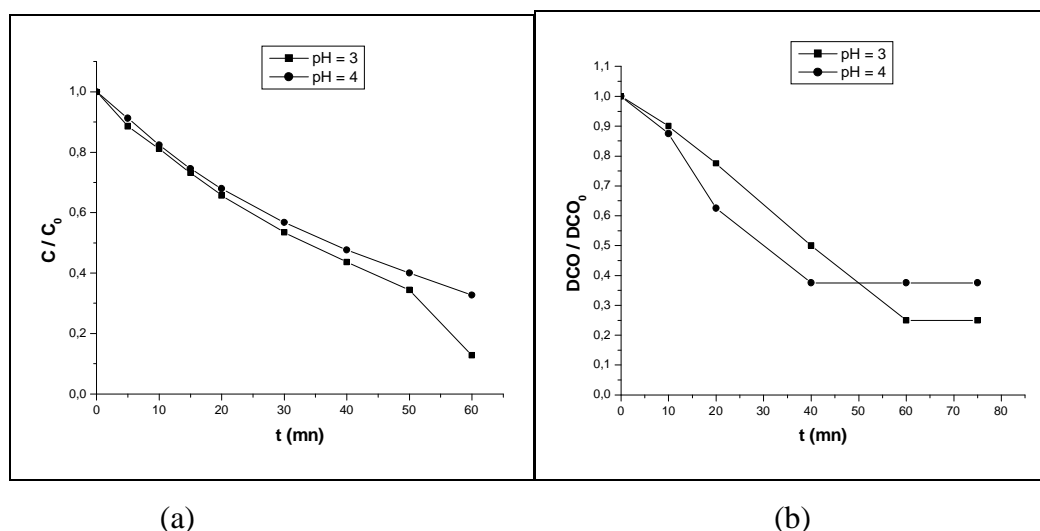 pH = 3
pH = 4
1,0
0,8
0,6
0,4
0,2
0,0
C / C0
0 10 20 30 40 50 60
t (mn)
(a)
pH = 3
pH = 4
1,1
1,0
0,9
0,8
0,7
0,6
0,5
0,4
0,3
0,2
0,1
0,0
DCO / DCO0
0 10 20 30 40 50 60 70 80
t (mn)
(b)